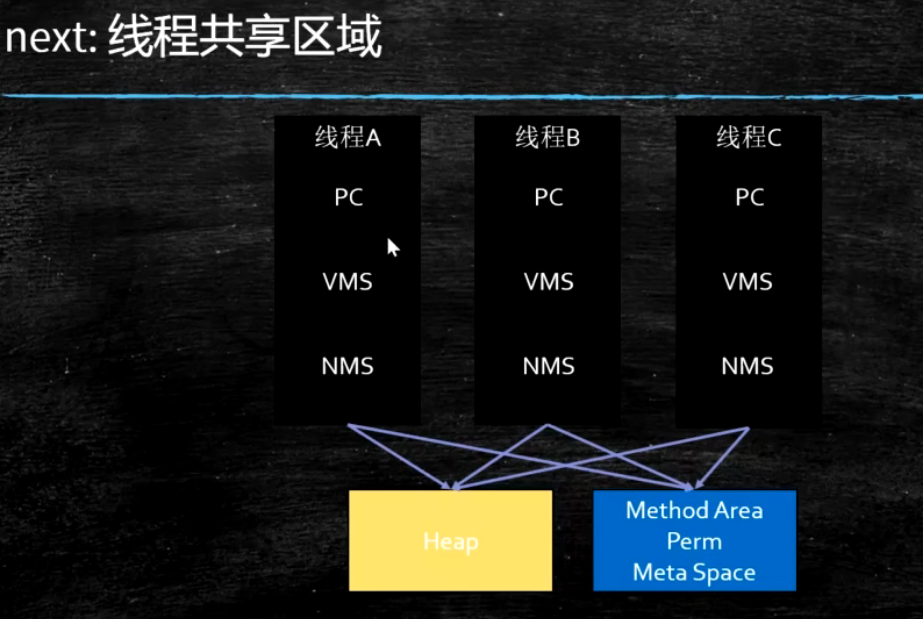 next: 线程共享区域
线程A
PC
VMS
NMS
线程B
PC
VMS
NMS
线程C
PC
VMS
NMS
Heap
Method Area
Perm
Meta Space